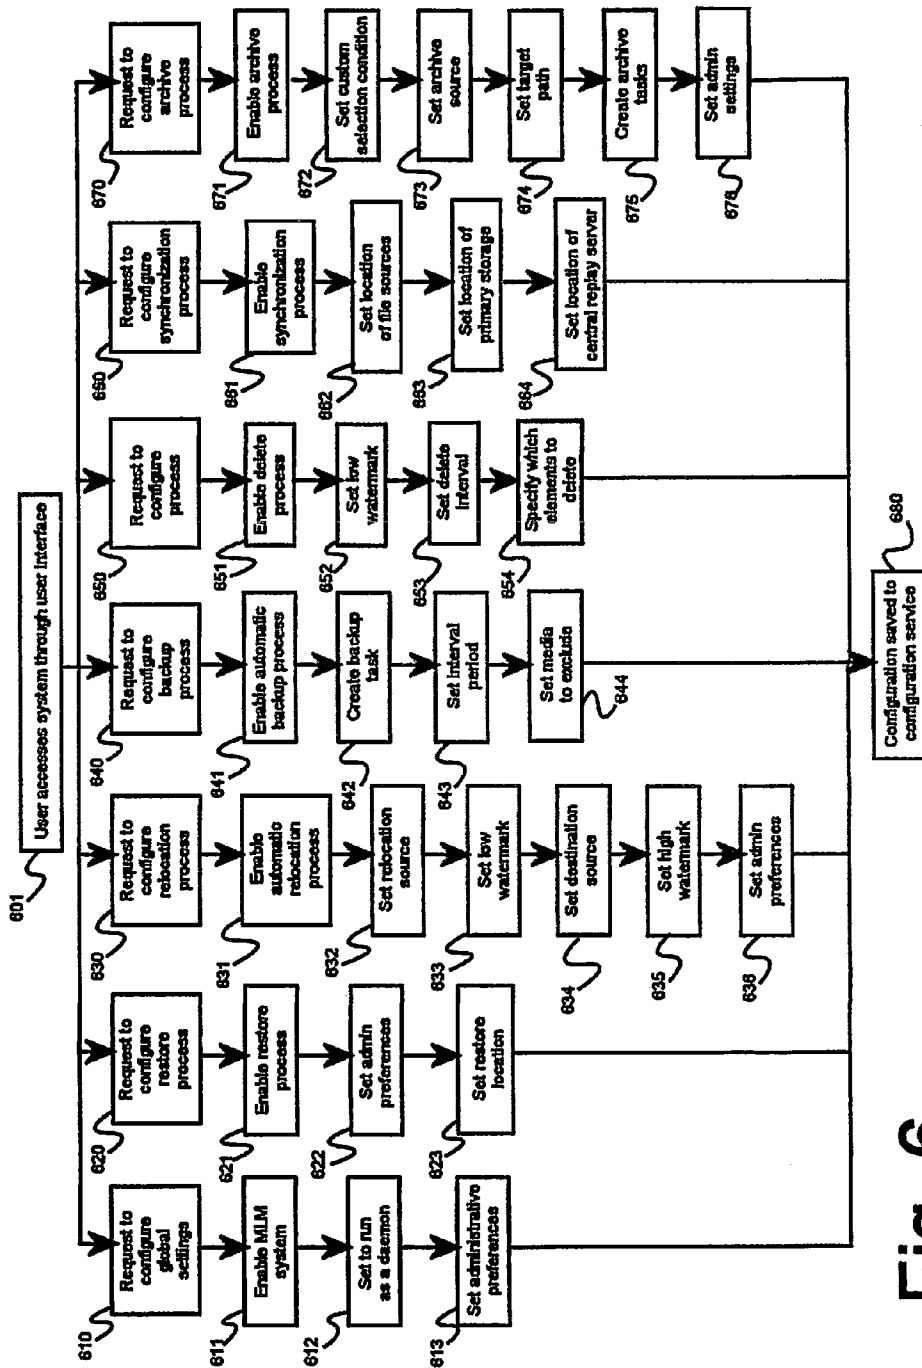 601
User accesses system through user interface
610
Request to
configure
global
settings
611
Enable MLM
system
612
Set to run
as a daemon
613
Set administrative
preferences
620
Request to
configure
restore
process
621
Enable restore
process
622
Set admin
preferences
623
Set restore
location
630
Request to
configure
relocation
process
631
Enable
automatic
relocation
process
632
Set relocation
source
633
Set low
watermark
634
Set destination
source
635
Set high
watermark
636
Set admin
preferences
640
Request to
configure
backup
process
641
Enable automatic
backup process
642
Create backup
task
643
Set interval
period
644
Set media
to exclude
650
Request to
configure
process
651
Enable delete
process
652
Set low
watermark
653
Set delete
interval
654
Specify which
elements to
delete
660
Request to
configure
synchronization
process
661
Enable
synchronization
process
662
Set location
of file sources
663
Set location of
primary storage
664
Set location of
central replay server
670
Request to
configure
archive
process
671
Enable archive
process
672
Set custom
selection condition
673
Set archive
source
674
Set target
path
675
Create archive
tasks
676
Set admin
settings
680
Configuration saved to
configuration service
Fig. 6